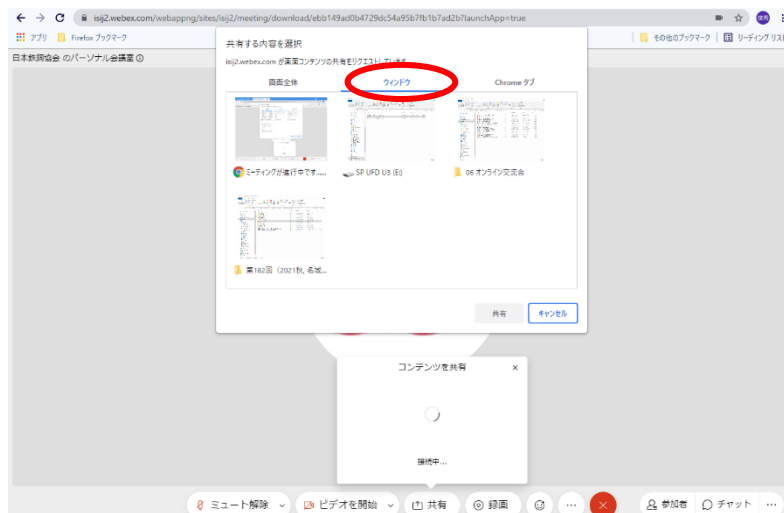 isij2.webex.com/webappng/sites/isij2/meeting/download/ebb149ad0b4729dc54a95b7fb1b7ad2b?launchApp=true
アプリ Firefox ブックマーク その他のブックマーク リーディング リスト
日本鉄鋼協会 のパーソナル会議室
共有する内容を選択
isij2.webex.com が画面コンテンツの共有をリクエストしています。
画面全体 ウィンドウ Chrome タブ
ミーティングが進行中です.... SP UFD U3 (E:) 06 オンライン交流会
第182回（2021秋, 名城...
共有 キャンセル
コンテンツを共有 ×
接続中...
ミュート解除 ビデオを開始 共有 録画 ... × 参加者 チャット ...